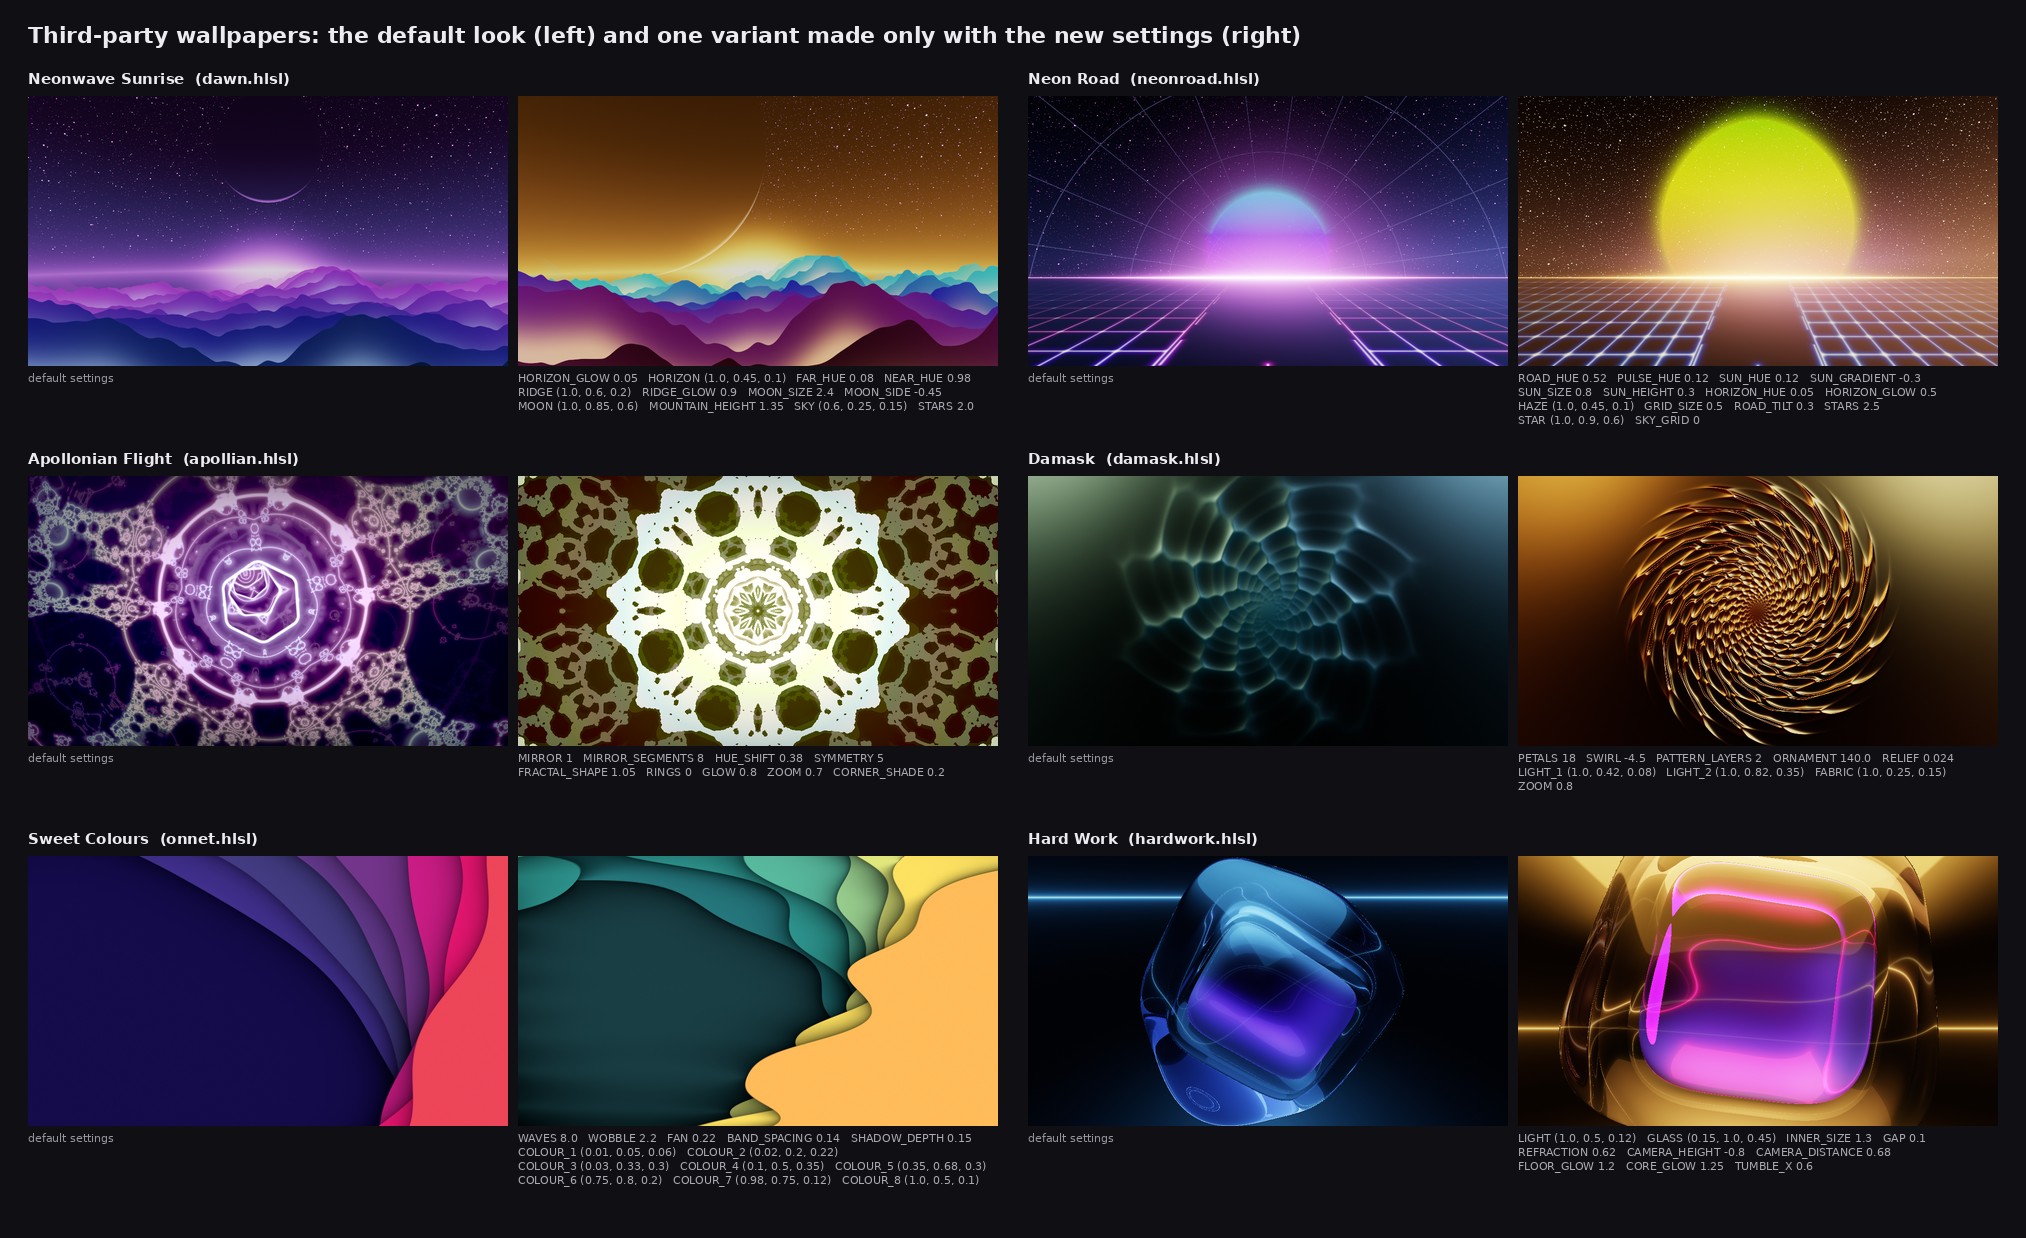 Third-party wallpapers: the default look (left) and one variant made only with the new settings (right)
Neonwave Sunrise (dawn.hlsl)
default settings
HORIZON_GLOW 0.05 HORIZON (1.0, 0.45, 0.1) FAR_HUE 0.08 NEAR_HUE 0.98
RIDGE (1.0, 0.6, 0.2) RIDGE_GLOW 0.9 MOON_SIZE 2.4 MOON_SIDE -0.45
MOON (1.0, 0.85, 0.6) MOUNTAIN_HEIGHT 1.35 SKY (0.6, 0.25, 0.15) STARS 2.0
Neon Road (neonroad.hlsl)
default settings
ROAD_HUE 0.52 PULSE_HUE 0.12 SUN_HUE 0.12 SUN_GRADIENT -0.3
SUN_SIZE 0.8 SUN_HEIGHT 0.3 HORIZON_HUE 0.05 HORIZON_GLOW 0.5
HAZE (1.0, 0.45, 0.1) GRID_SIZE 0.5 ROAD_TILT 0.3 STARS 2.5
STAR (1.0, 0.9, 0.6) SKY_GRID 0
Apollonian Flight (apollian.hlsl)
default settings
MIRROR 1 MIRROR_SEGMENTS 8 HUE_SHIFT 0.38 SYMMETRY 5
FRACTAL_SHAPE 1.05 RINGS 0 GLOW 0.8 ZOOM 0.7 CORNER_SHADE 0.2
Damask (damask.hlsl)
default settings
PETALS 18 SWIRL -4.5 PATTERN_LAYERS 2 ORNAMENT 140.0 RELIEF 0.024
LIGHT_1 (1.0, 0.42, 0.08) LIGHT_2 (1.0, 0.82, 0.35) FABRIC (1.0, 0.25, 0.15)
ZOOM 0.8
Sweet Colours (onnet.hlsl)
default settings
WAVES 8.0 WOBBLE 2.2 FAN 0.22 BAND_SPACING 0.14 SHADOW_DEPTH 0.15
COLOUR_1 (0.01, 0.05, 0.06) COLOUR_2 (0.02, 0.2, 0.22)
COLOUR_3 (0.03, 0.33, 0.3) COLOUR_4 (0.1, 0.5, 0.35) COLOUR_5 (0.35, 0.68, 0.3)
COLOUR_6 (0.75, 0.8, 0.2) COLOUR_7 (0.98, 0.75, 0.12) COLOUR_8 (1.0, 0.5, 0.1)
Hard Work (hardwork.hlsl)
default settings
LIGHT (1.0, 0.5, 0.12) GLASS (0.15, 1.0, 0.45) INNER_SIZE 1.3 GAP 0.1
REFRACTION 0.62 CAMERA_HEIGHT -0.8 CAMERA_DISTANCE 0.68
FLOOR_GLOW 1.2 CORE_GLOW 1.25 TUMBLE_X 0.6